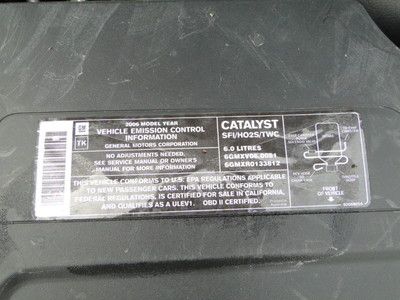 GM
TK
2006 MODEL YEAR
VEHICLE EMISSION CONTROL
INFORMATION
GENERAL MOTORS CORPORATION
NO ADJUSTMENTS NEEDED.
SEE SERVICE MANUAL OR OWNER'S
MANUAL FOR MORE INFORMATION
CATALYST
SFI/HO2S/TWC
6.0 LITRES
6GMXV06.0081
6GMXR0133812
THIS VEHICLE CONFORMS TO U.S. EPA REGULATIONS APPLICABLE
TO NEW PASSENGER CARS. THIS VEHICLE CONFORMS TO
FEDERAL REGULATIONS, IS CERTIFIED FOR SALE IN CALIFORNIA,
AND QUALIFIES AS A ULEV1. OBD II CERTIFIED.
FRONT
OF VEHICLE